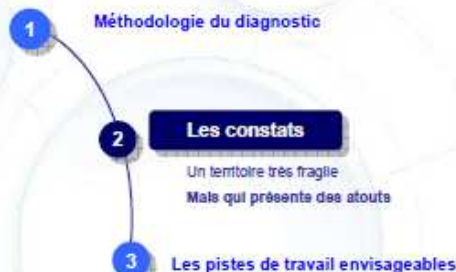 1 Méthodologie du diagnostic
2 Les constats
Un territoire très fragile
Mais qui présente des atouts
3 Les pistes de travail envisageables